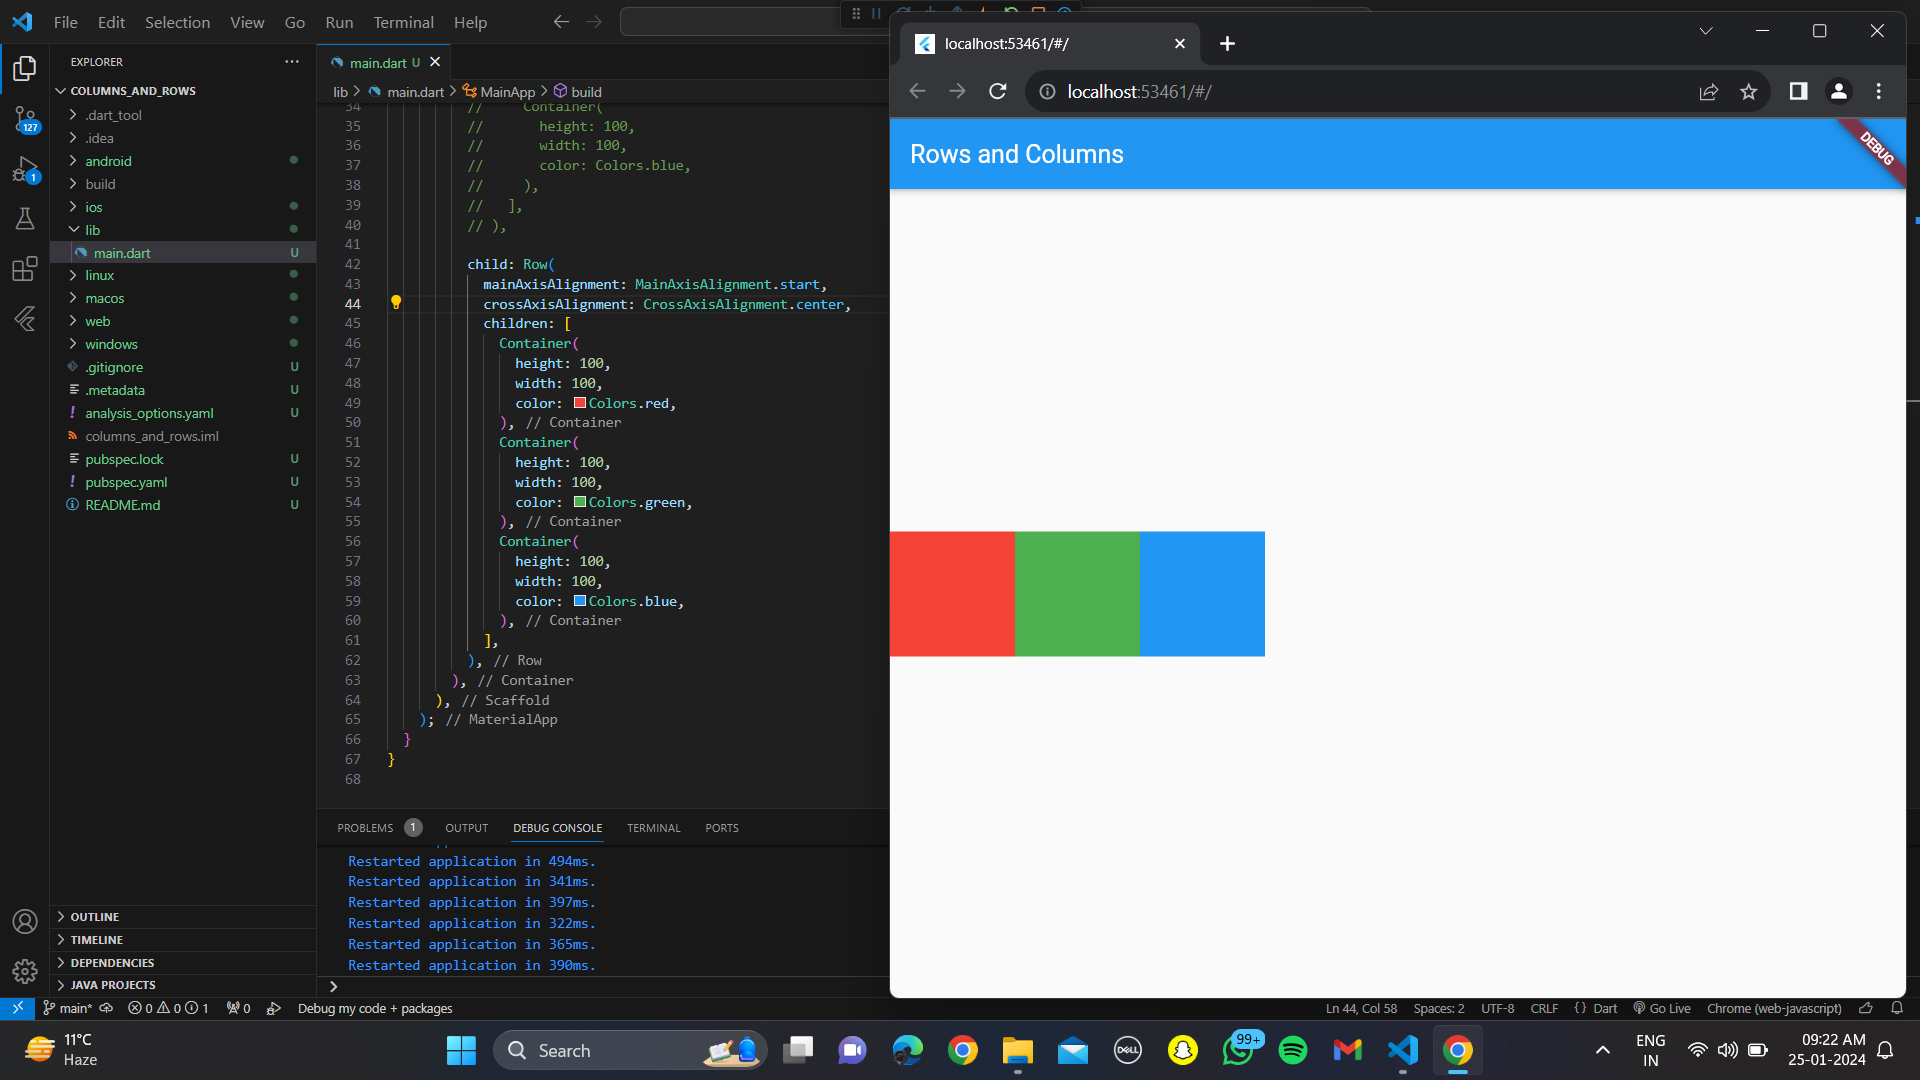 File Edit Selection View Go Run Terminal Help
localhost:53461/#/
EXPLORER
main.dart U
COLUMNS_AND_ROWS
lib > main.dart > MainApp > build
localhost:53461/#/
.dart_tool
.idea
android
build
ios
lib
main.dart U
linux
macos
web
windows
.gitignore U
.metadata U
analysis_options.yaml U
columns_and_rows.iml
pubspec.lock U
pubspec.yaml U
README.md U
127
1
OUTLINE
TIMELINE
DEPENDENCIES
JAVA PROJECTS
34 // Container(
35 // height: 100,
36 // width: 100,
37 // color: Colors.blue,
38 // ),
39 // ],
40 // ),
41
42 child: Row(
43 mainAxisAlignment: MainAxisAlignment.start,
44 crossAxisAlignment: CrossAxisAlignment.center,
45 children: [
46 Container(
47 height: 100,
48 width: 100,
49 color: Colors.red,
50 ), // Container
51 Container(
52 height: 100,
53 width: 100,
54 color: Colors.green,
55 ), // Container
56 Container(
57 height: 100,
58 width: 100,
59 color: Colors.blue,
60 ), // Container
61 ],
62 ), // Row
63 ), // Container
64 ), // Scaffold
65 ); // MaterialApp
66 }
67 }
68
PROBLEMS 1 OUTPUT DEBUG CONSOLE TERMINAL PORTS
Restarted application in 494ms.
Restarted application in 341ms.
Restarted application in 397ms.
Restarted application in 322ms.
Restarted application in 365ms.
Restarted application in 390ms.
Rows and Columns
DEBUG
main* 0 0 1 0 Debug my code + packages
Ln 44, Col 58 Spaces: 2 UTF-8 CRLF {} Dart Go Live Chrome (web-javascript)
11°C
Haze
Search
DELL
99+
ENG
IN
09:22 AM
25-01-2024